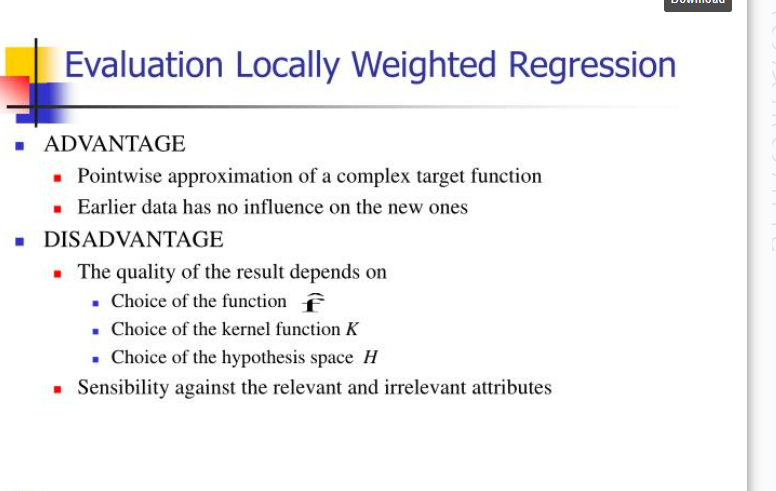 Download
Evaluation Locally Weighted Regression
ADVANTAGE
Pointwise approximation of a complex target function
Earlier data has no influence on the new ones
DISADVANTAGE
The quality of the result depends on
Choice of the function f̂
Choice of the kernel function K
Choice of the hypothesis space H
Sensibility against the relevant and irrelevant attributes